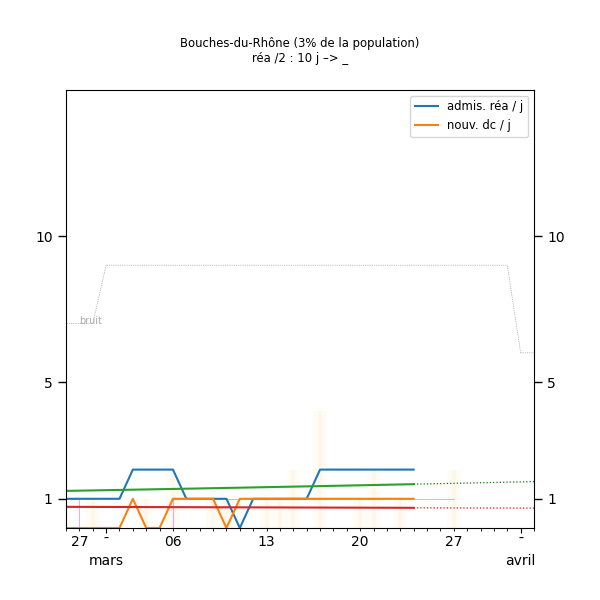 Bouches-du-Rhône (3% de la population)
réa /2 : 10 j –> _
admis. réa / j
nouv. dc / j
10 10
bruit
5 5
1 1
27 - 06 13 20 27 -
mars avril